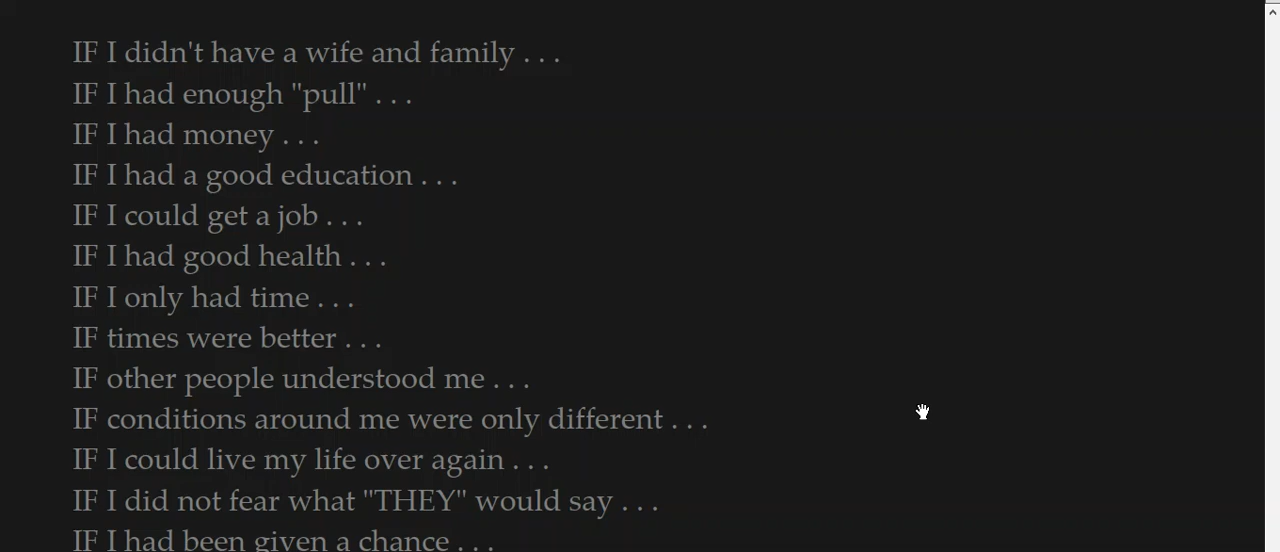 IF I didn't have a wife and family . . .
IF I had enough "pull" . . .
IF I had money . . .
IF I had a good education . . .
IF I could get a job . . .
IF I had good health . . .
IF I only had time . . .
IF times were better . . .
IF other people understood me . . .
IF conditions around me were only different . . .
IF I could live my life over again . . .
IF I did not fear what "THEY" would say . . .
IF I had been given a chance . . .